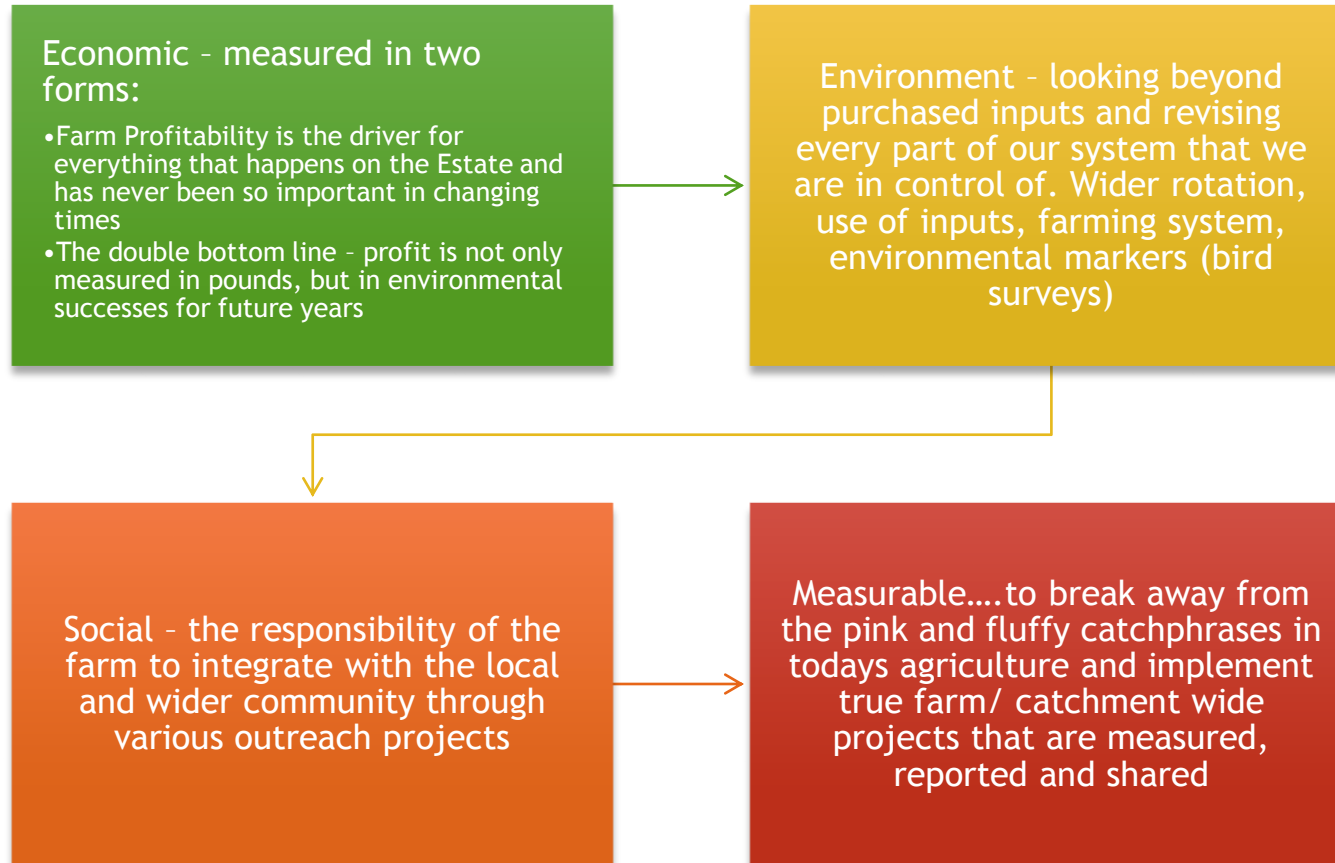 Economic – measured in two
forms:
•Farm Profitability is the driver for
everything that happens on the Estate and
has never been so important in changing
times
•The double bottom line – profit is not only
measured in pounds, but in environmental
successes for future years
Environment – looking beyond
purchased inputs and revising
every part of our system that we
are in control of. Wider rotation,
use of inputs, farming system,
environmental markers (bird
surveys)
Social – the responsibility of the
farm to integrate with the local
and wider community through
various outreach projects
Measurable….to break away from
the pink and fluffy catchphrases in
todays agriculture and implement
true farm/ catchment wide
projects that are measured,
reported and shared